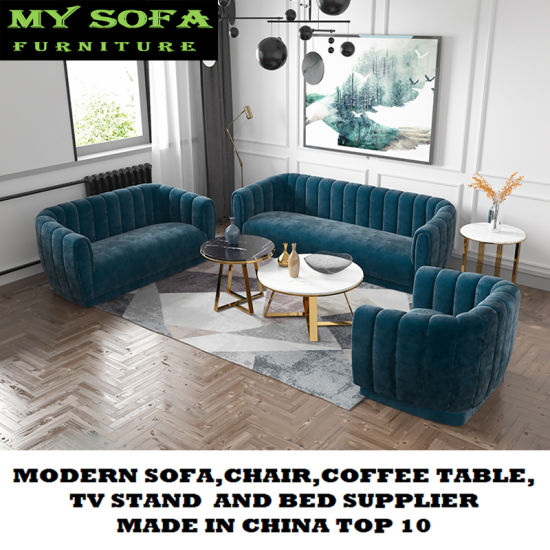 MY SOFA
FURNITURE
MODERN SOFA,CHAIR,COFFEE TABLE,
TV STAND AND BED SUPPLIER
MADE IN CHINA TOP 10